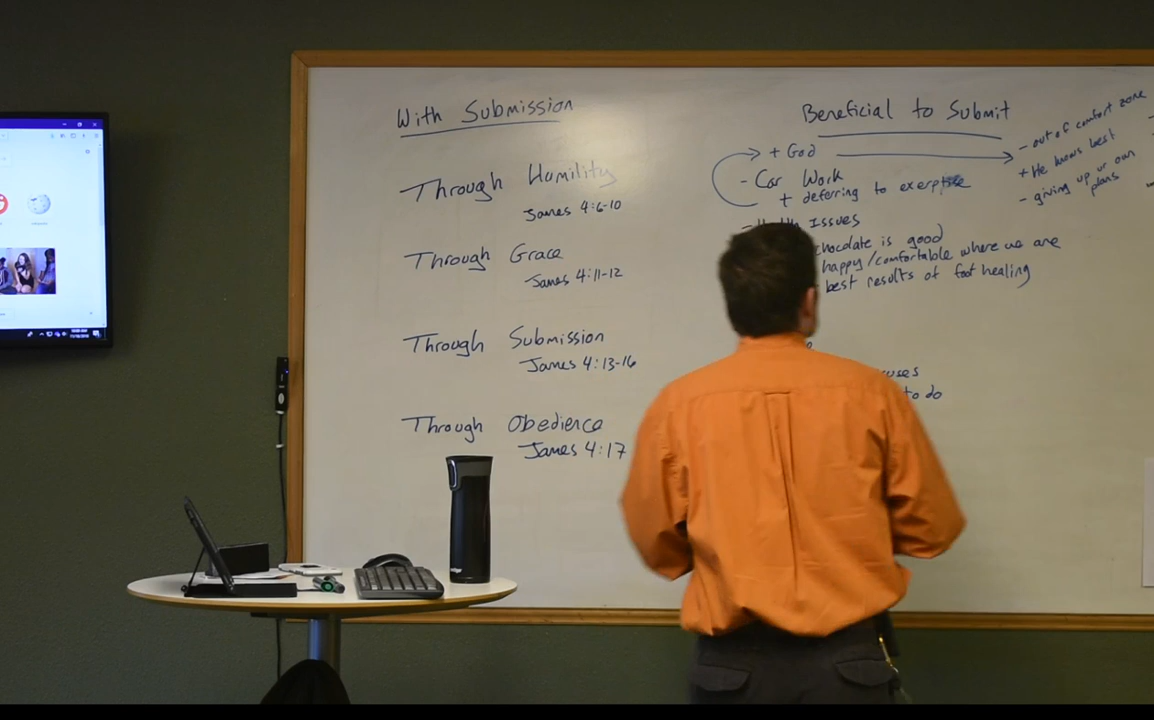 With Submission
Through Humility
James 4:6-10
Through Grace
James 4:11-12
Through Submission
James 4:13-16
Through Obedience
James 4:17
Beneficial to Submit
+ God
- Car Work
+ deferring to
Issues
chocolate is good
happy/comfortable where we are
best results of foot healing
to do
- out of comfort zone
+ He knows best
- giving up ur own
plans